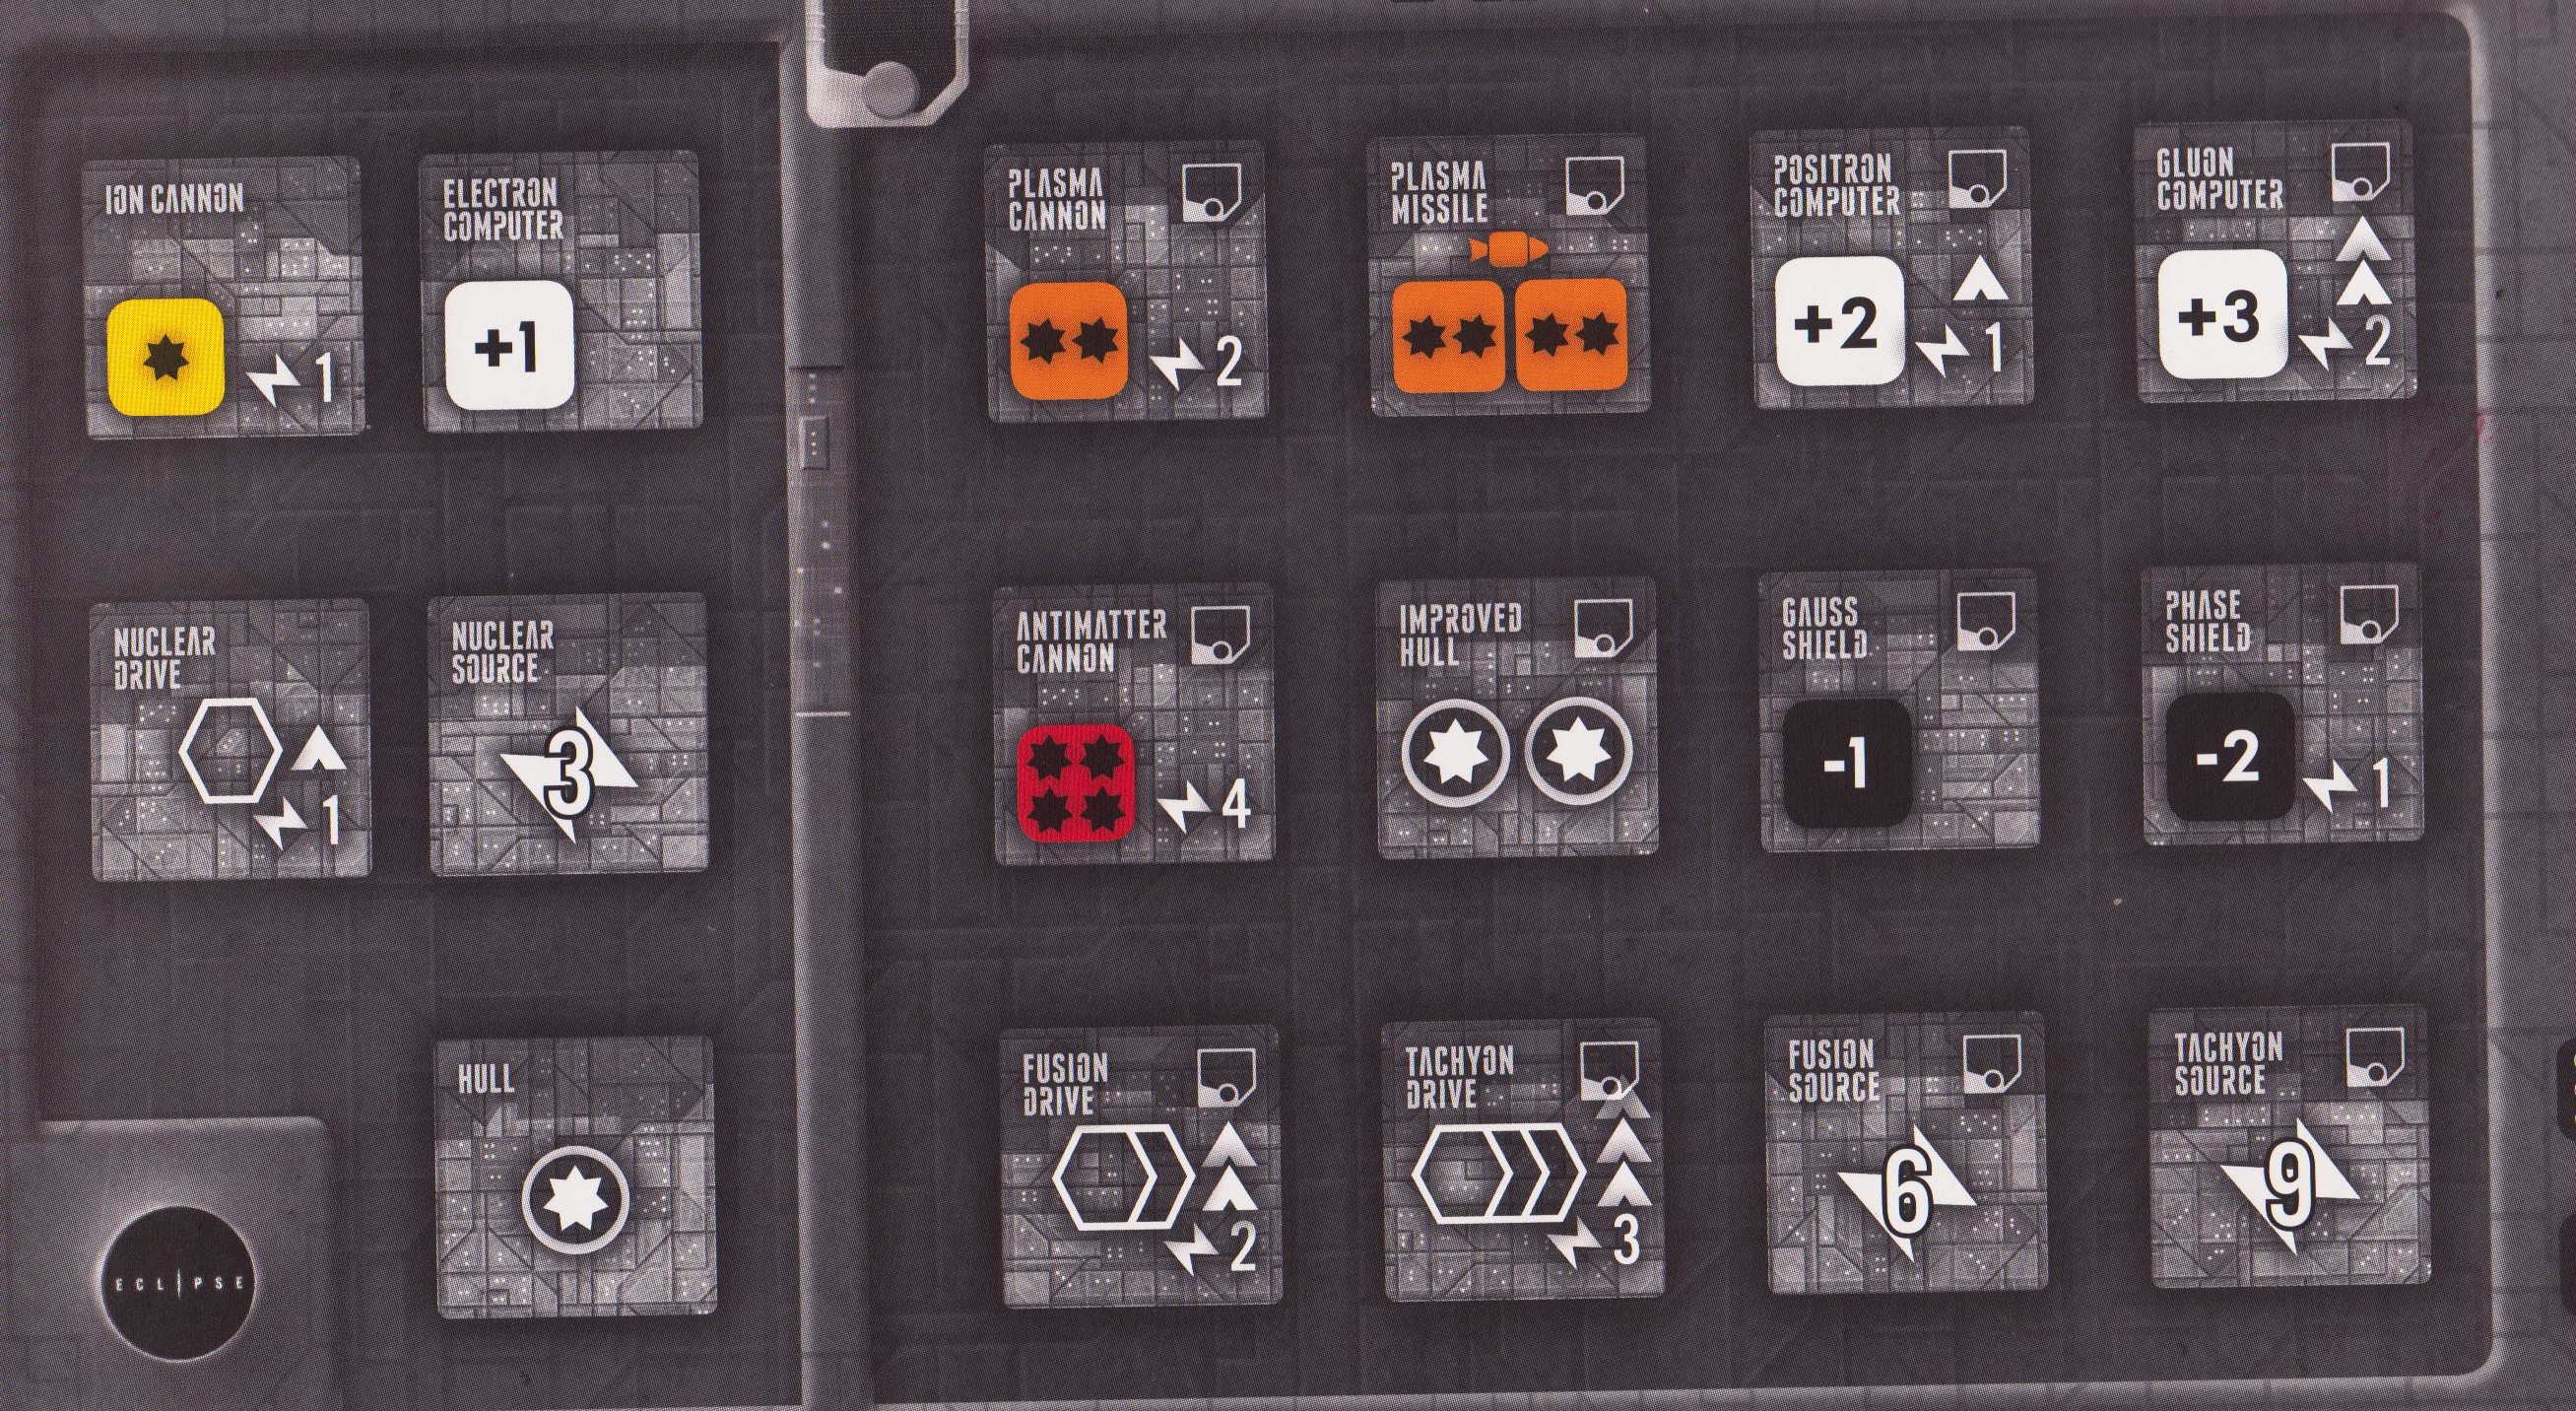 ION CANNON
1
ELECTRON
COMPUTER
+1
PLASMA
CANNON
2
PLASMA
MISSILE
POSITRON
COMPUTER
+2
1
GLUON
COMPUTER
+3
2
NUCLEAR
DRIVE
1
NUCLEAR
SOURCE
3
ANTIMATTER
CANNON
4
IMPROVED
HULL
GAUSS
SHIELD
-1
PHASE
SHIELD
-2
1
HULL
ECLIPSE
FUSION
DRIVE
2
TACHYON
DRIVE
3
FUSION
SOURCE
6
TACHYON
SOURCE
9